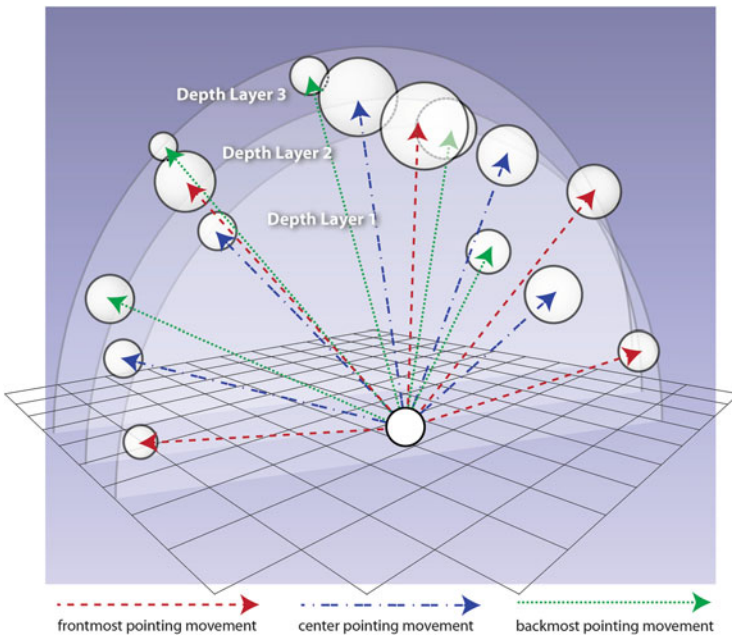 Depth Layer 3
Depth Layer 2
Depth Layer 1
frontmost pointing movement center pointing movement backmost pointing movement